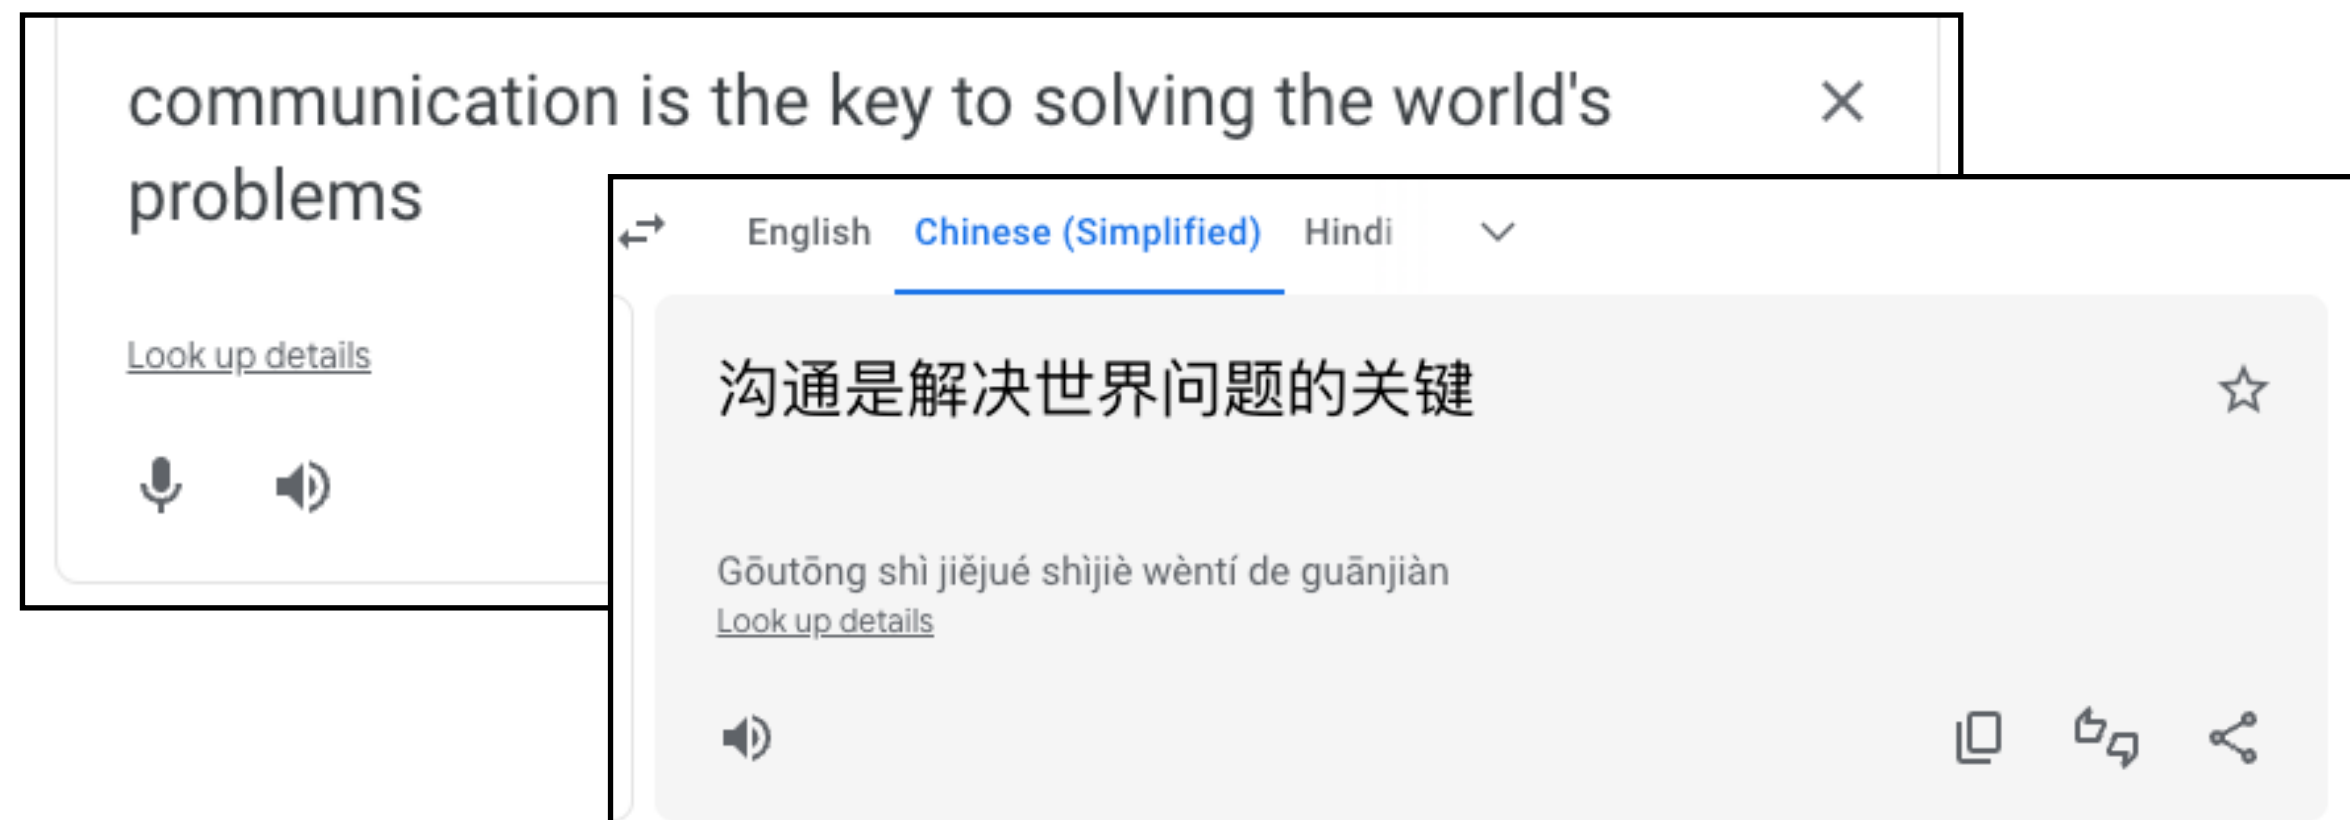 communication is the key to solving the world's
problems
Look up details
English Chinese (Simplified) Hindi
沟通是解决世界问题的关键
Gōutōng shì jiějué shìjiè wèntí de guānjiàn
Look up details